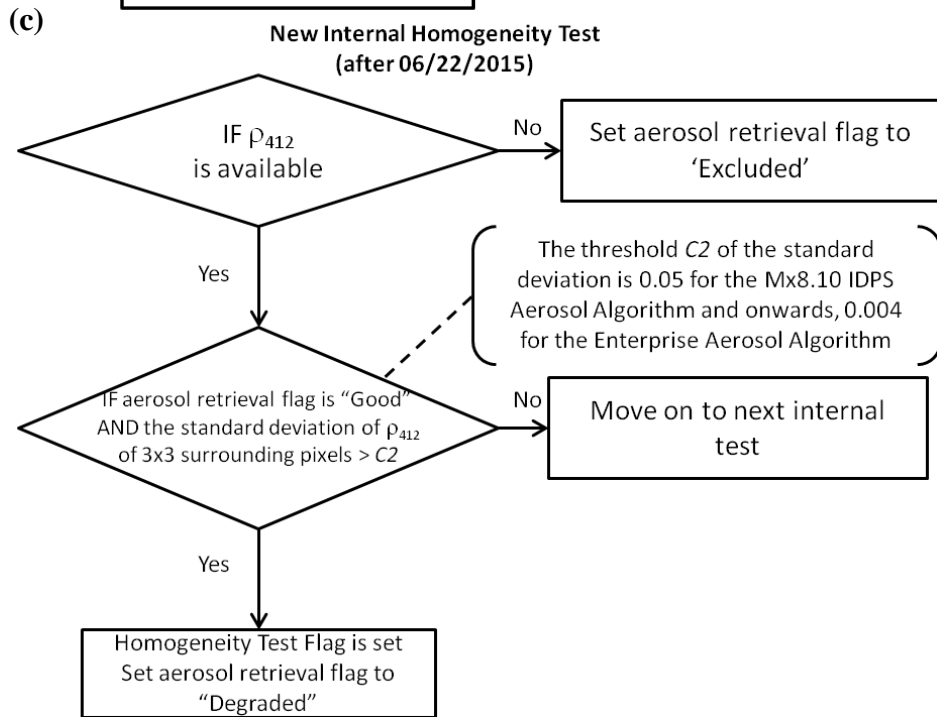 (c)
New Internal Homogeneity Test
(after 06/22/2015)
IF ρ412
is available
No
Set aerosol retrieval flag to
‘Excluded’
Yes
The threshold C2 of the standard
deviation is 0.05 for the Mx8.10 IDPS
Aerosol Algorithm and onwards, 0.004
for the Enterprise Aerosol Algorithm
IF aerosol retrieval flag is “Good”
AND the standard deviation of ρ412
of 3x3 surrounding pixels > C2
No
Move on to next internal
test
Yes
Homogeneity Test Flag is set
Set aerosol retrieval flag to
“Degraded”